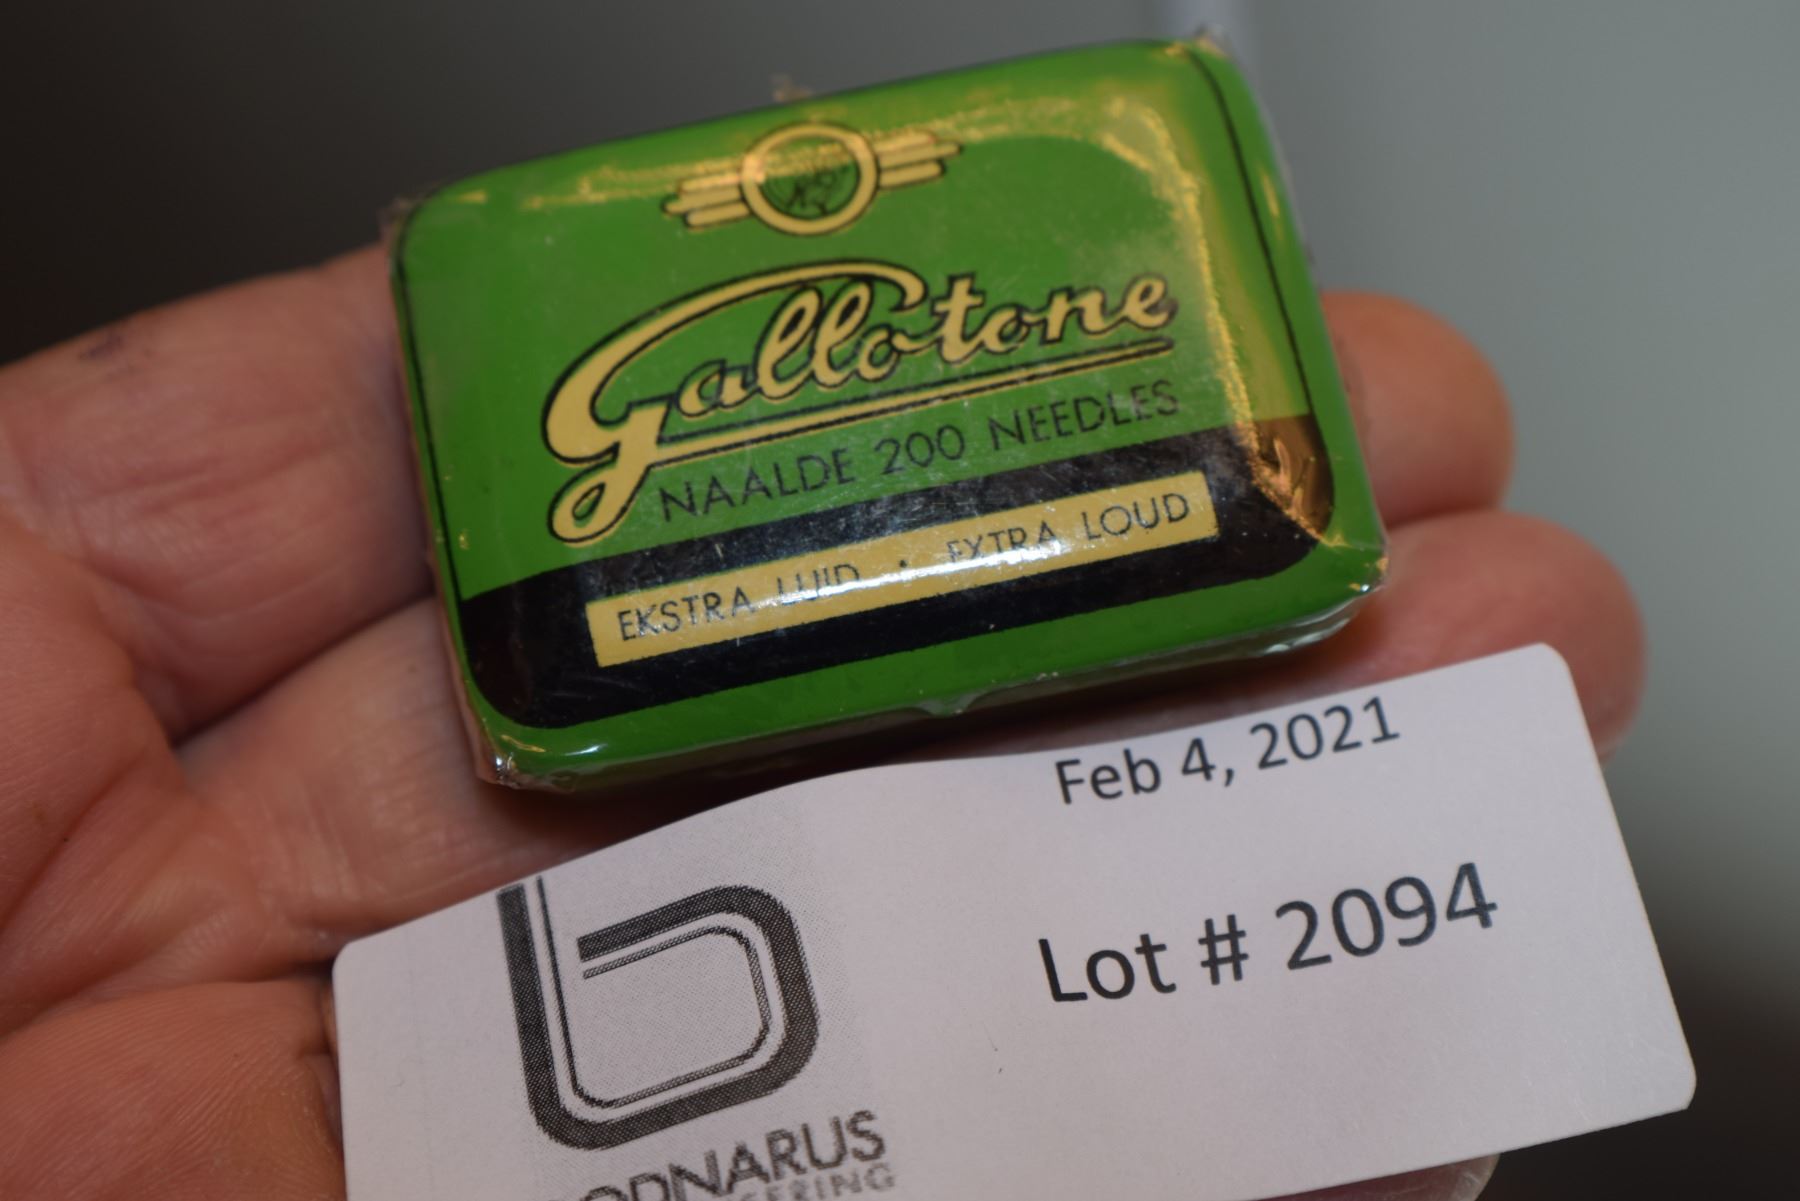 Gallotone
NAALDE 200 NEEDLES
EKSTRA LUID · EXTRA LOUD
Feb 4, 2021
Lot # 2094